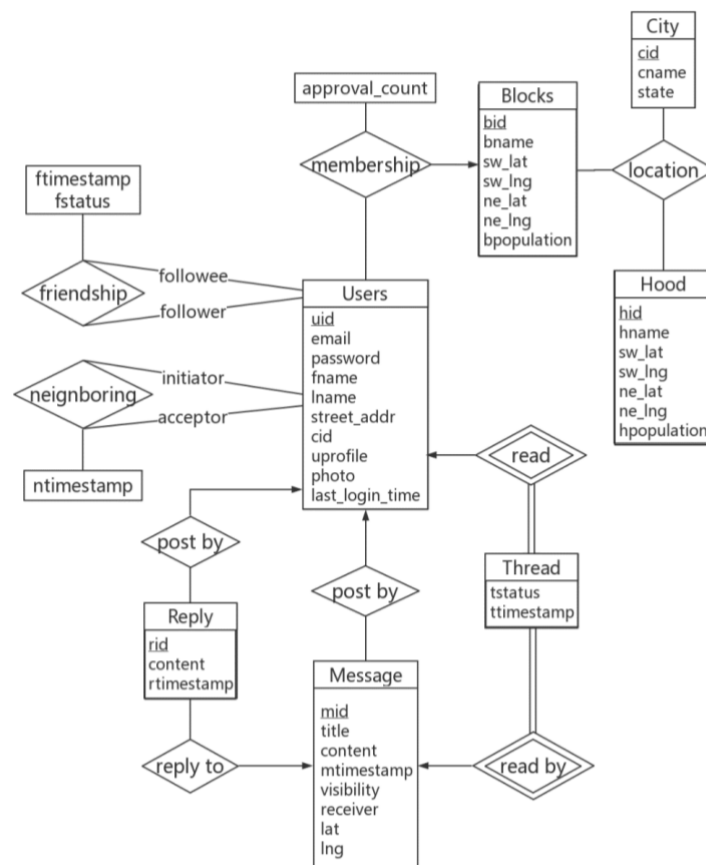 City
cid
cname
state
approval_count
Blocks
bid
bname
sw_lat
sw_lng
ne_lat
ne_lng
bpopulation
membership
location
ftimestamp
fstatus
friendship
followee
follower
Users
uid
email
password
fname
lname
street_addr
cid
uprofile
photo
last_login_time
Hood
hid
hname
sw_lat
sw_lng
ne_lat
ne_lng
hpopulation
neignboring
initiator
acceptor
ntimestamp
read
post by
post by
Thread
tstatus
ttimestamp
Reply
rid
content
rtimestamp
Message
mid
title
content
mtimestamp
visibility
receiver
lat
lng
reply to
read by